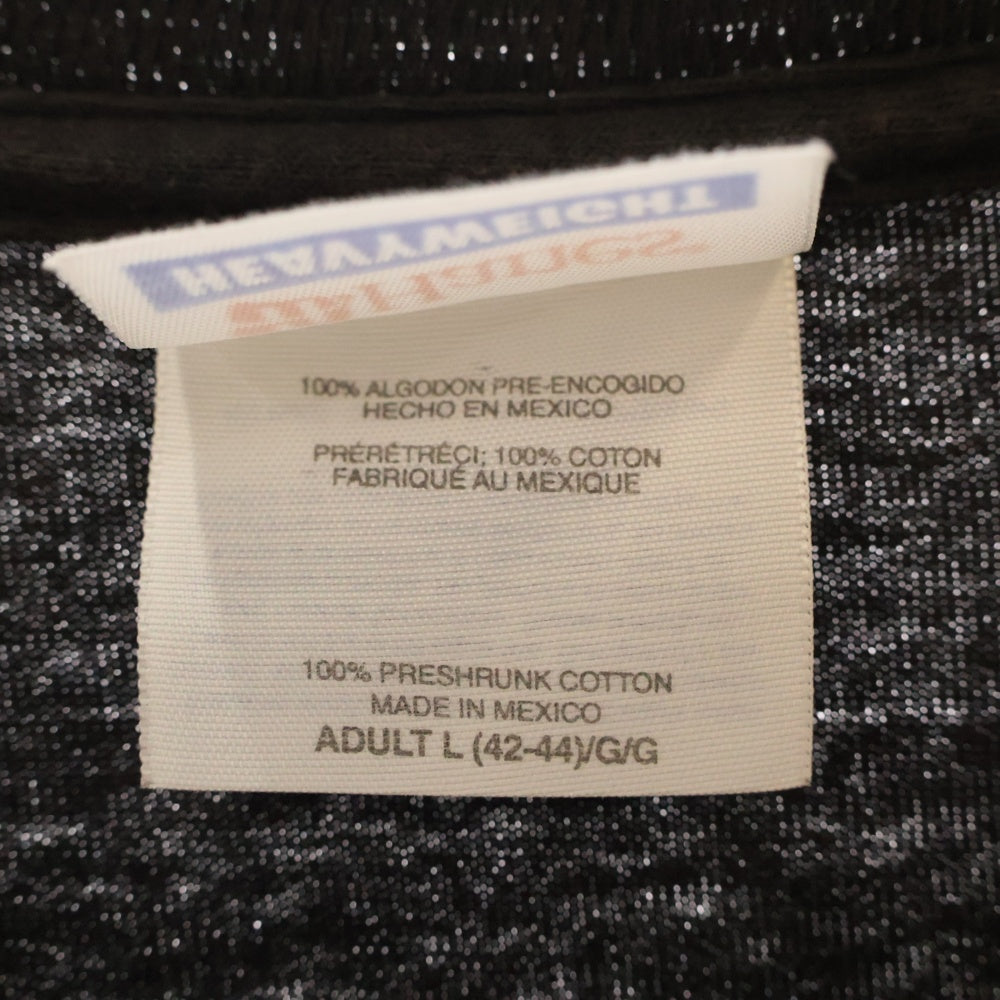 HEAVYWEIGHT
100% ALGODON PRE-ENCOGIDO
HECHO EN MEXICO
PRÉRÉTRÉCI; 100% COTON
FABRIQUÉ AU MEXIQUE
100% PRESHRUNK COTTON
MADE IN MEXICO
ADULT L (42-44)/G/G